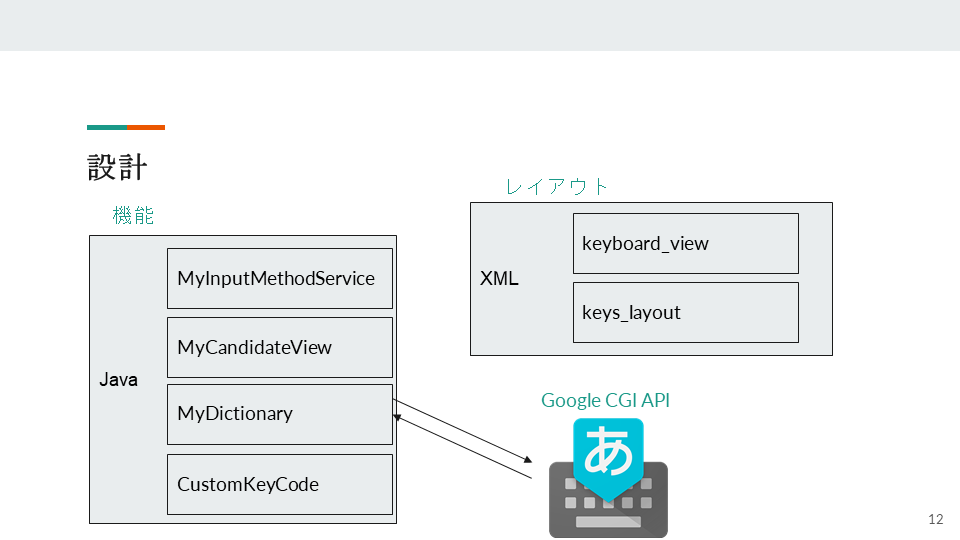 設計
機能
Java
MyInputMethodService
MyCandidateView
MyDictionary
CustomKeyCode
レイアウト
XML
keyboard_view
keys_layout
Google CGI API
あ
12